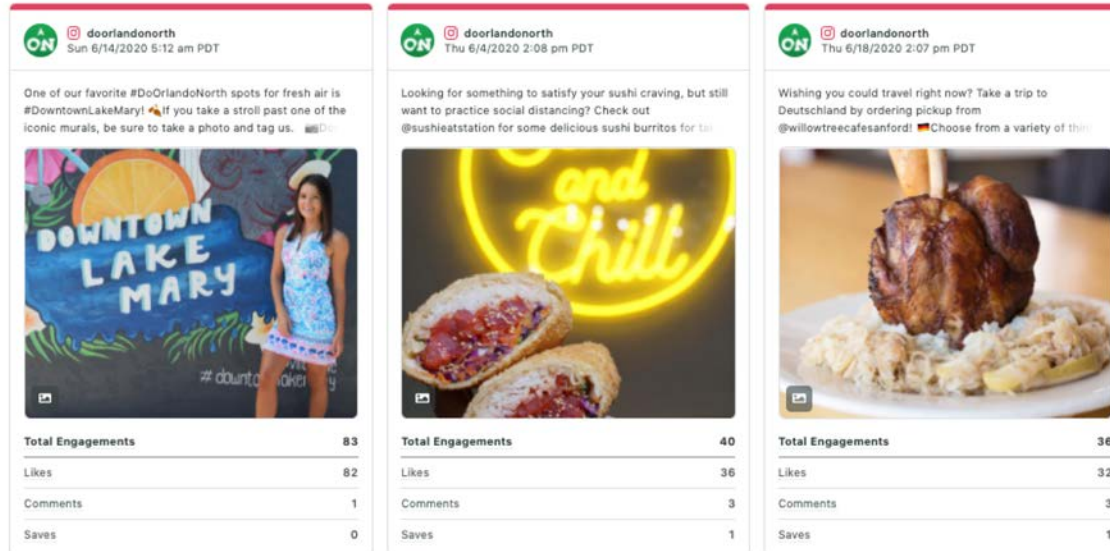 ON
doorlandonorth
Sun 6/14/2020 5:12 am PDT
One of our favorite #DoOrlandoNorth spots for fresh air is
#DowntownLakeMary! 🍂If you take a stroll past one of the
iconic murals, be sure to take a photo and tag us. 📷
DOWNTOWN
LAKE
MARY
Total Engagements 83
Likes 82
Comments 1
Saves 0
ON
doorlandonorth
Thu 6/4/2020 2:08 pm PDT
Looking for something to satisfy your sushi craving, but still
want to practice social distancing? Check out
@sushieatstation for some delicious sushi burritos for
and
Chill
Total Engagements 40
Likes 36
Comments 3
Saves 1
ON
doorlandonorth
Thu 6/18/2020 2:07 pm PDT
Wishing you could travel right now? Take a trip to
Deutschland by ordering pickup from
@willowtreecafesanford! 🇩🇪Choose from a variety of
Total Engagements 36
Likes 32
Comments 3
Saves 1